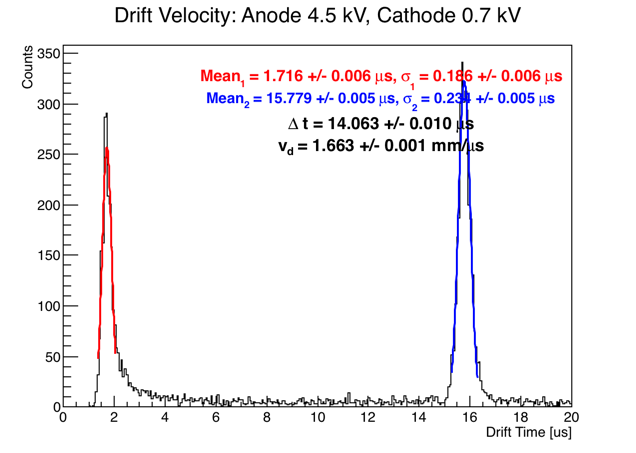 Drift Velocity: Anode 4.5 kV, Cathode 0.7 kV
Counts
350
300
250
200
150
100
50
0
Mean₁ = 1.716 +/- 0.006 μs, σ₁ = 0.186 +/- 0.006 μs
Mean₂ = 15.779 +/- 0.005 μs, σ₂ = 0.234 +/- 0.005 μs
Δ t = 14.063 +/- 0.010 μs
v_d = 1.663 +/- 0.001 mm/μs
0 2 4 6 8 10 12 14 16 18 20
Drift Time [us]